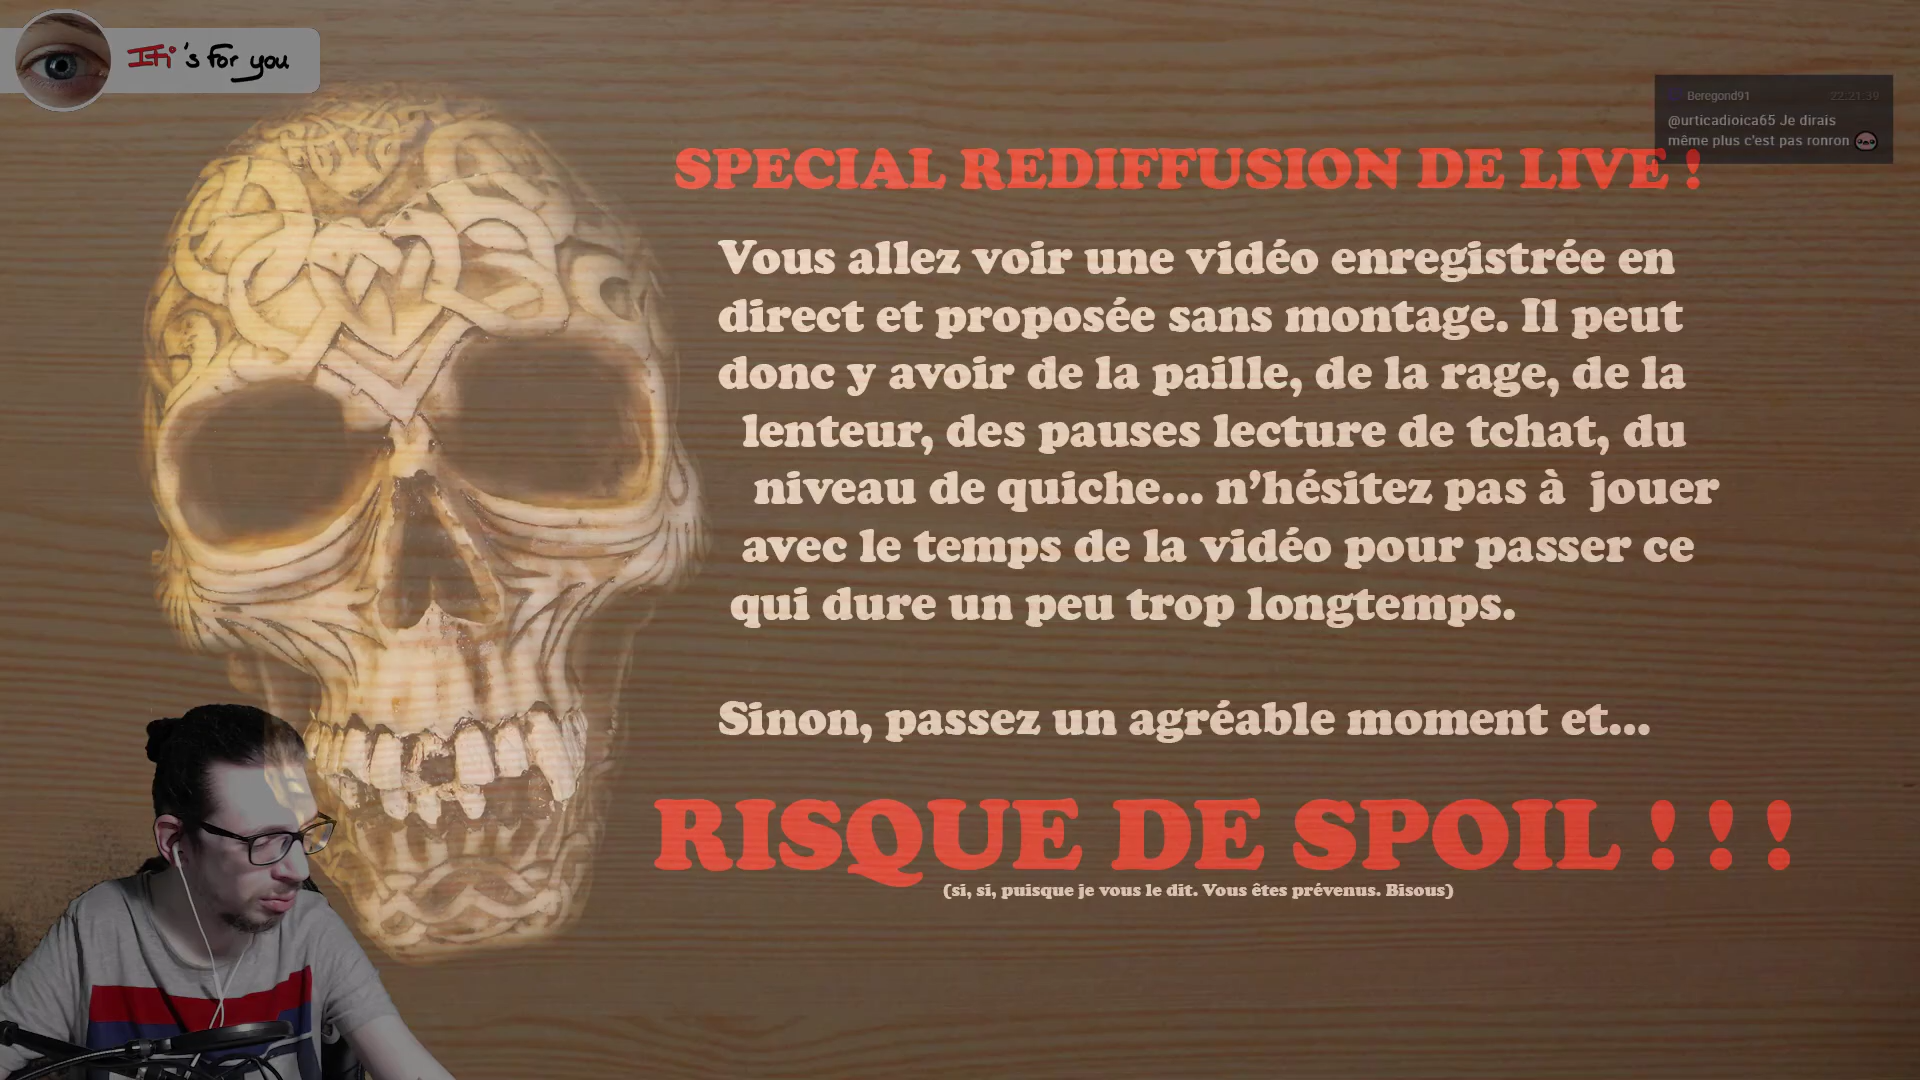 Ifi's for you
Beregond91 22:21:39
@urticadioica65 Je dirais
même plus c'est pas ronron
SPECIAL REDIFFUSION DE LIVE !
Vous allez voir une vidéo enregistrée en
direct et proposée sans montage. Il peut
donc y avoir de la paille, de la rage, de la
lenteur, des pauses lecture de tchat, du
niveau de quiche... n'hésitez pas à jouer
avec le temps de la vidéo pour passer ce
qui dure un peu trop longtemps.
Sinon, passez un agréable moment et...
RISQUE DE SPOIL ! ! !
(si, si, puisque je vous le dit. Vous êtes prévenus. Bisous)